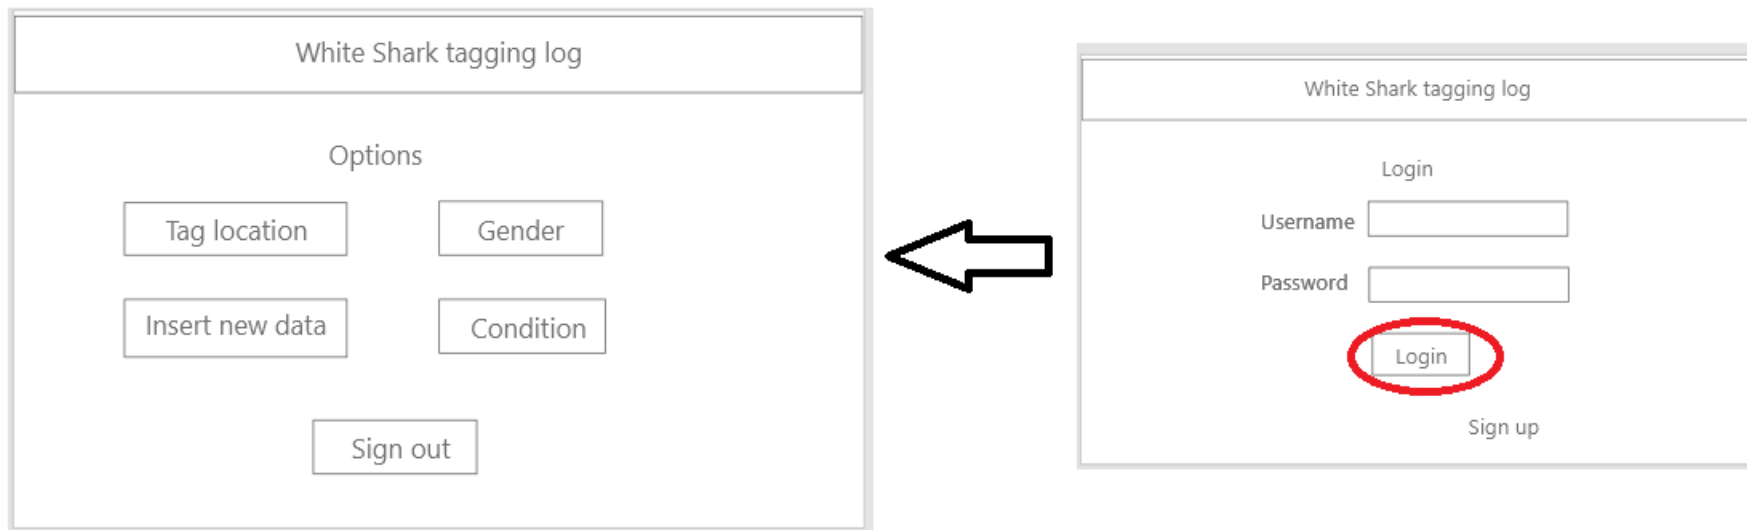 White Shark tagging log
Options
Tag location
Gender
Insert new data
Condition
Sign out
White Shark tagging log
Login
Username
Password
Login
Sign up